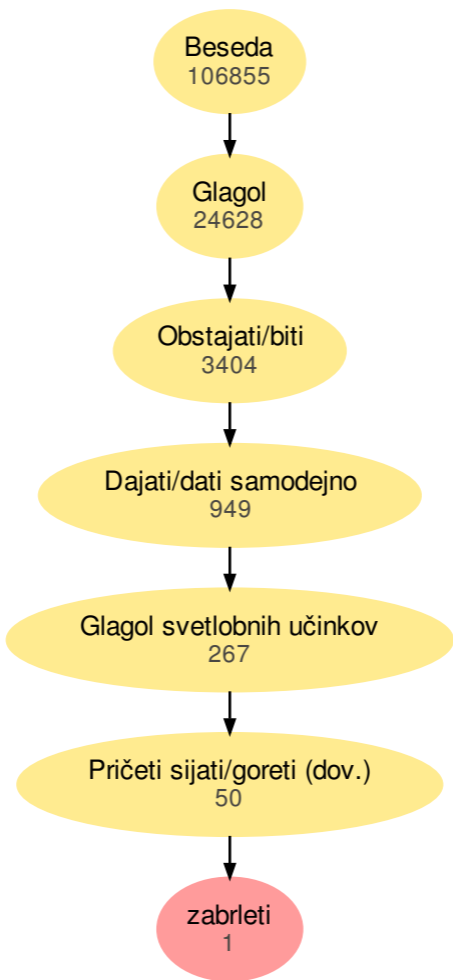 Beseda
106855
Glagol
24628
Obstajati/biti
3404
Dajati/dati samodejno
949
Glagol svetlobnih učinkov
267
Pričeti sijati/goreti (dov.)
50
zabrleti
1